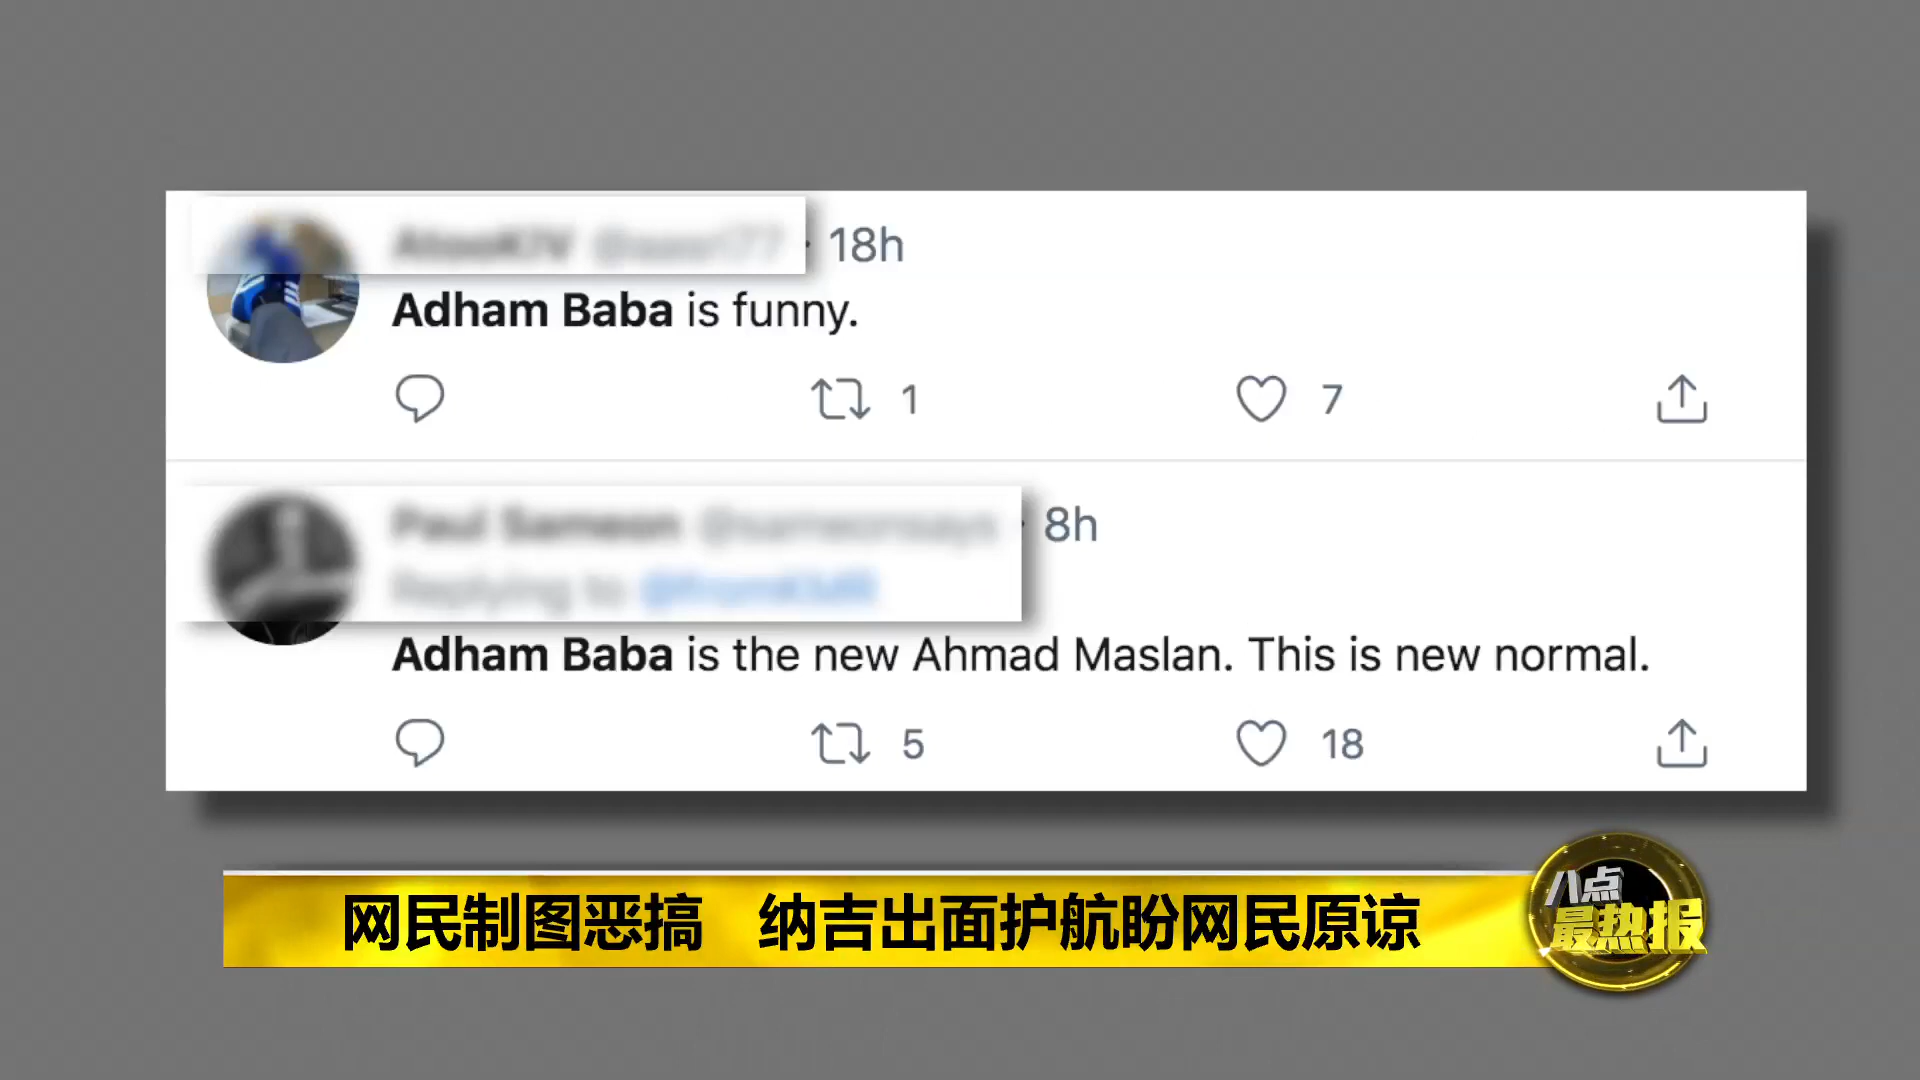 18h
Adham Baba is funny.
1
7
8h
Adham Baba is the new Ahmad Maslan. This is new normal.
5
18
网民制图恶搞 纳吉出面护航盼网民原谅
八点
最热报